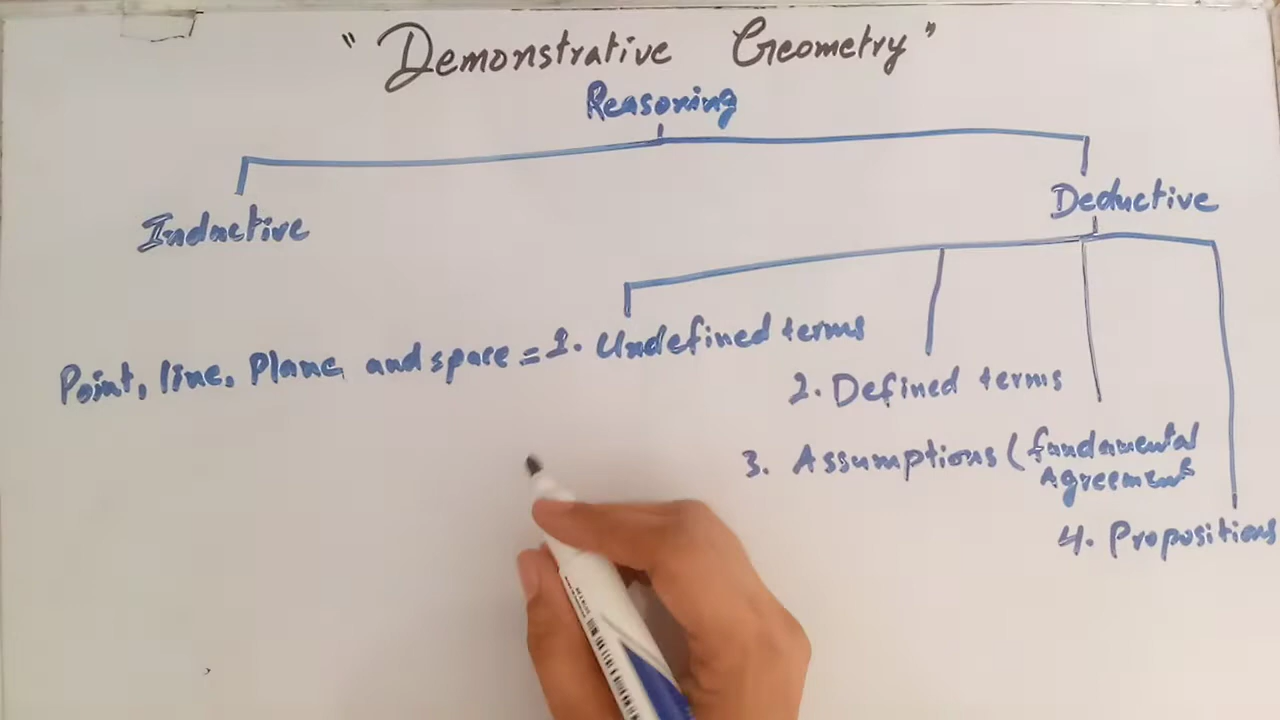 "Demonstrative Geometry"
Reasoning
Inductive
Deductive
Point, line, Plane and space = 1. Undefined terms
2. Defined terms
3. Assumptions (fundamental
Agreement
4. Propositions